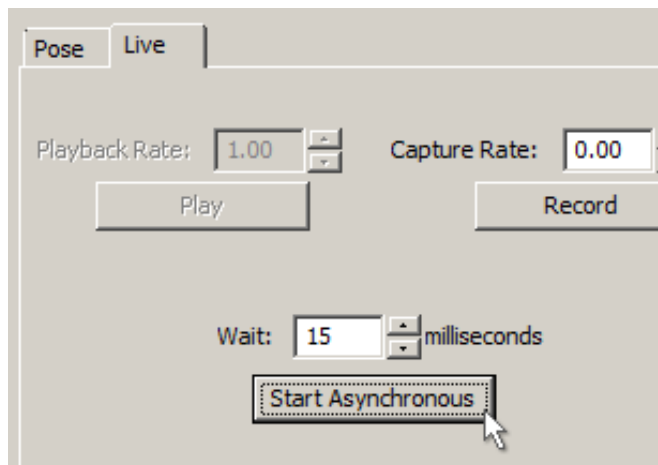 Pose Live
Playback Rate: 1.00 Capture Rate: 0.00
Play Record
Wait: 15 milliseconds
Start Asynchronous